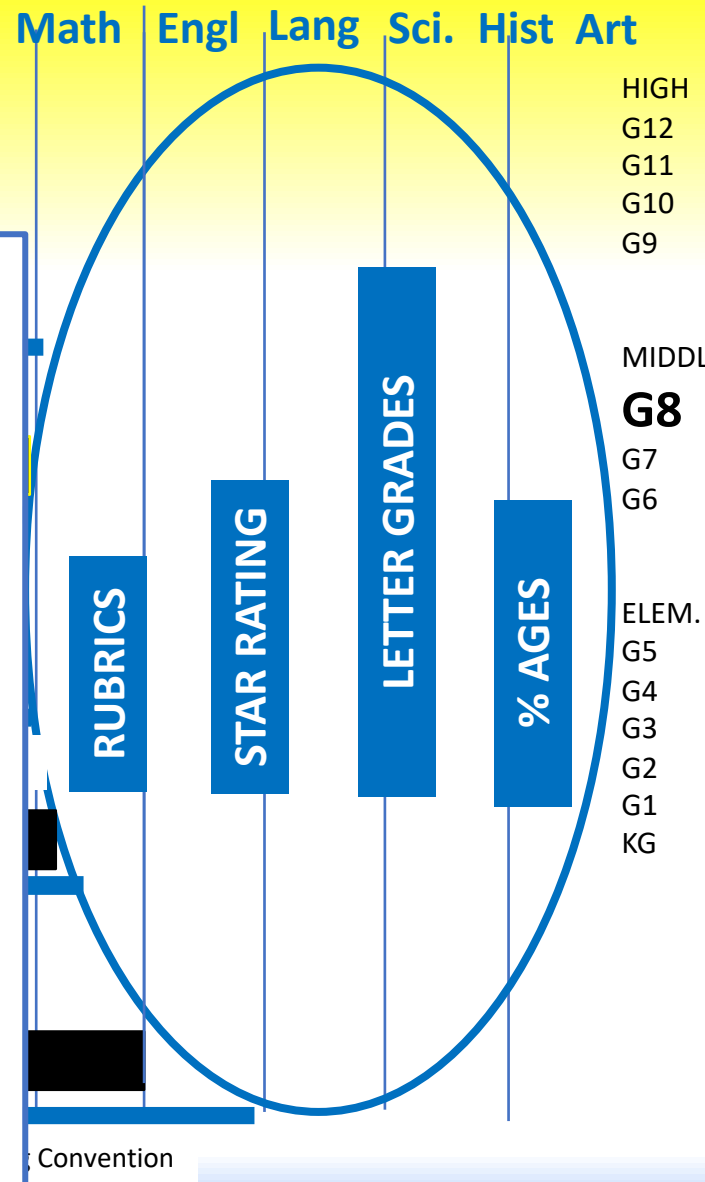 Math Engl Lang Sci. Hist Art
HIGH
G12
G11
G10
G9
G8
G7
G6
ELEM.
G5
G4
G3
G2
G1
KG
RUBRICS
STAR RATING
LETTER GRADES
% AGES
Convention